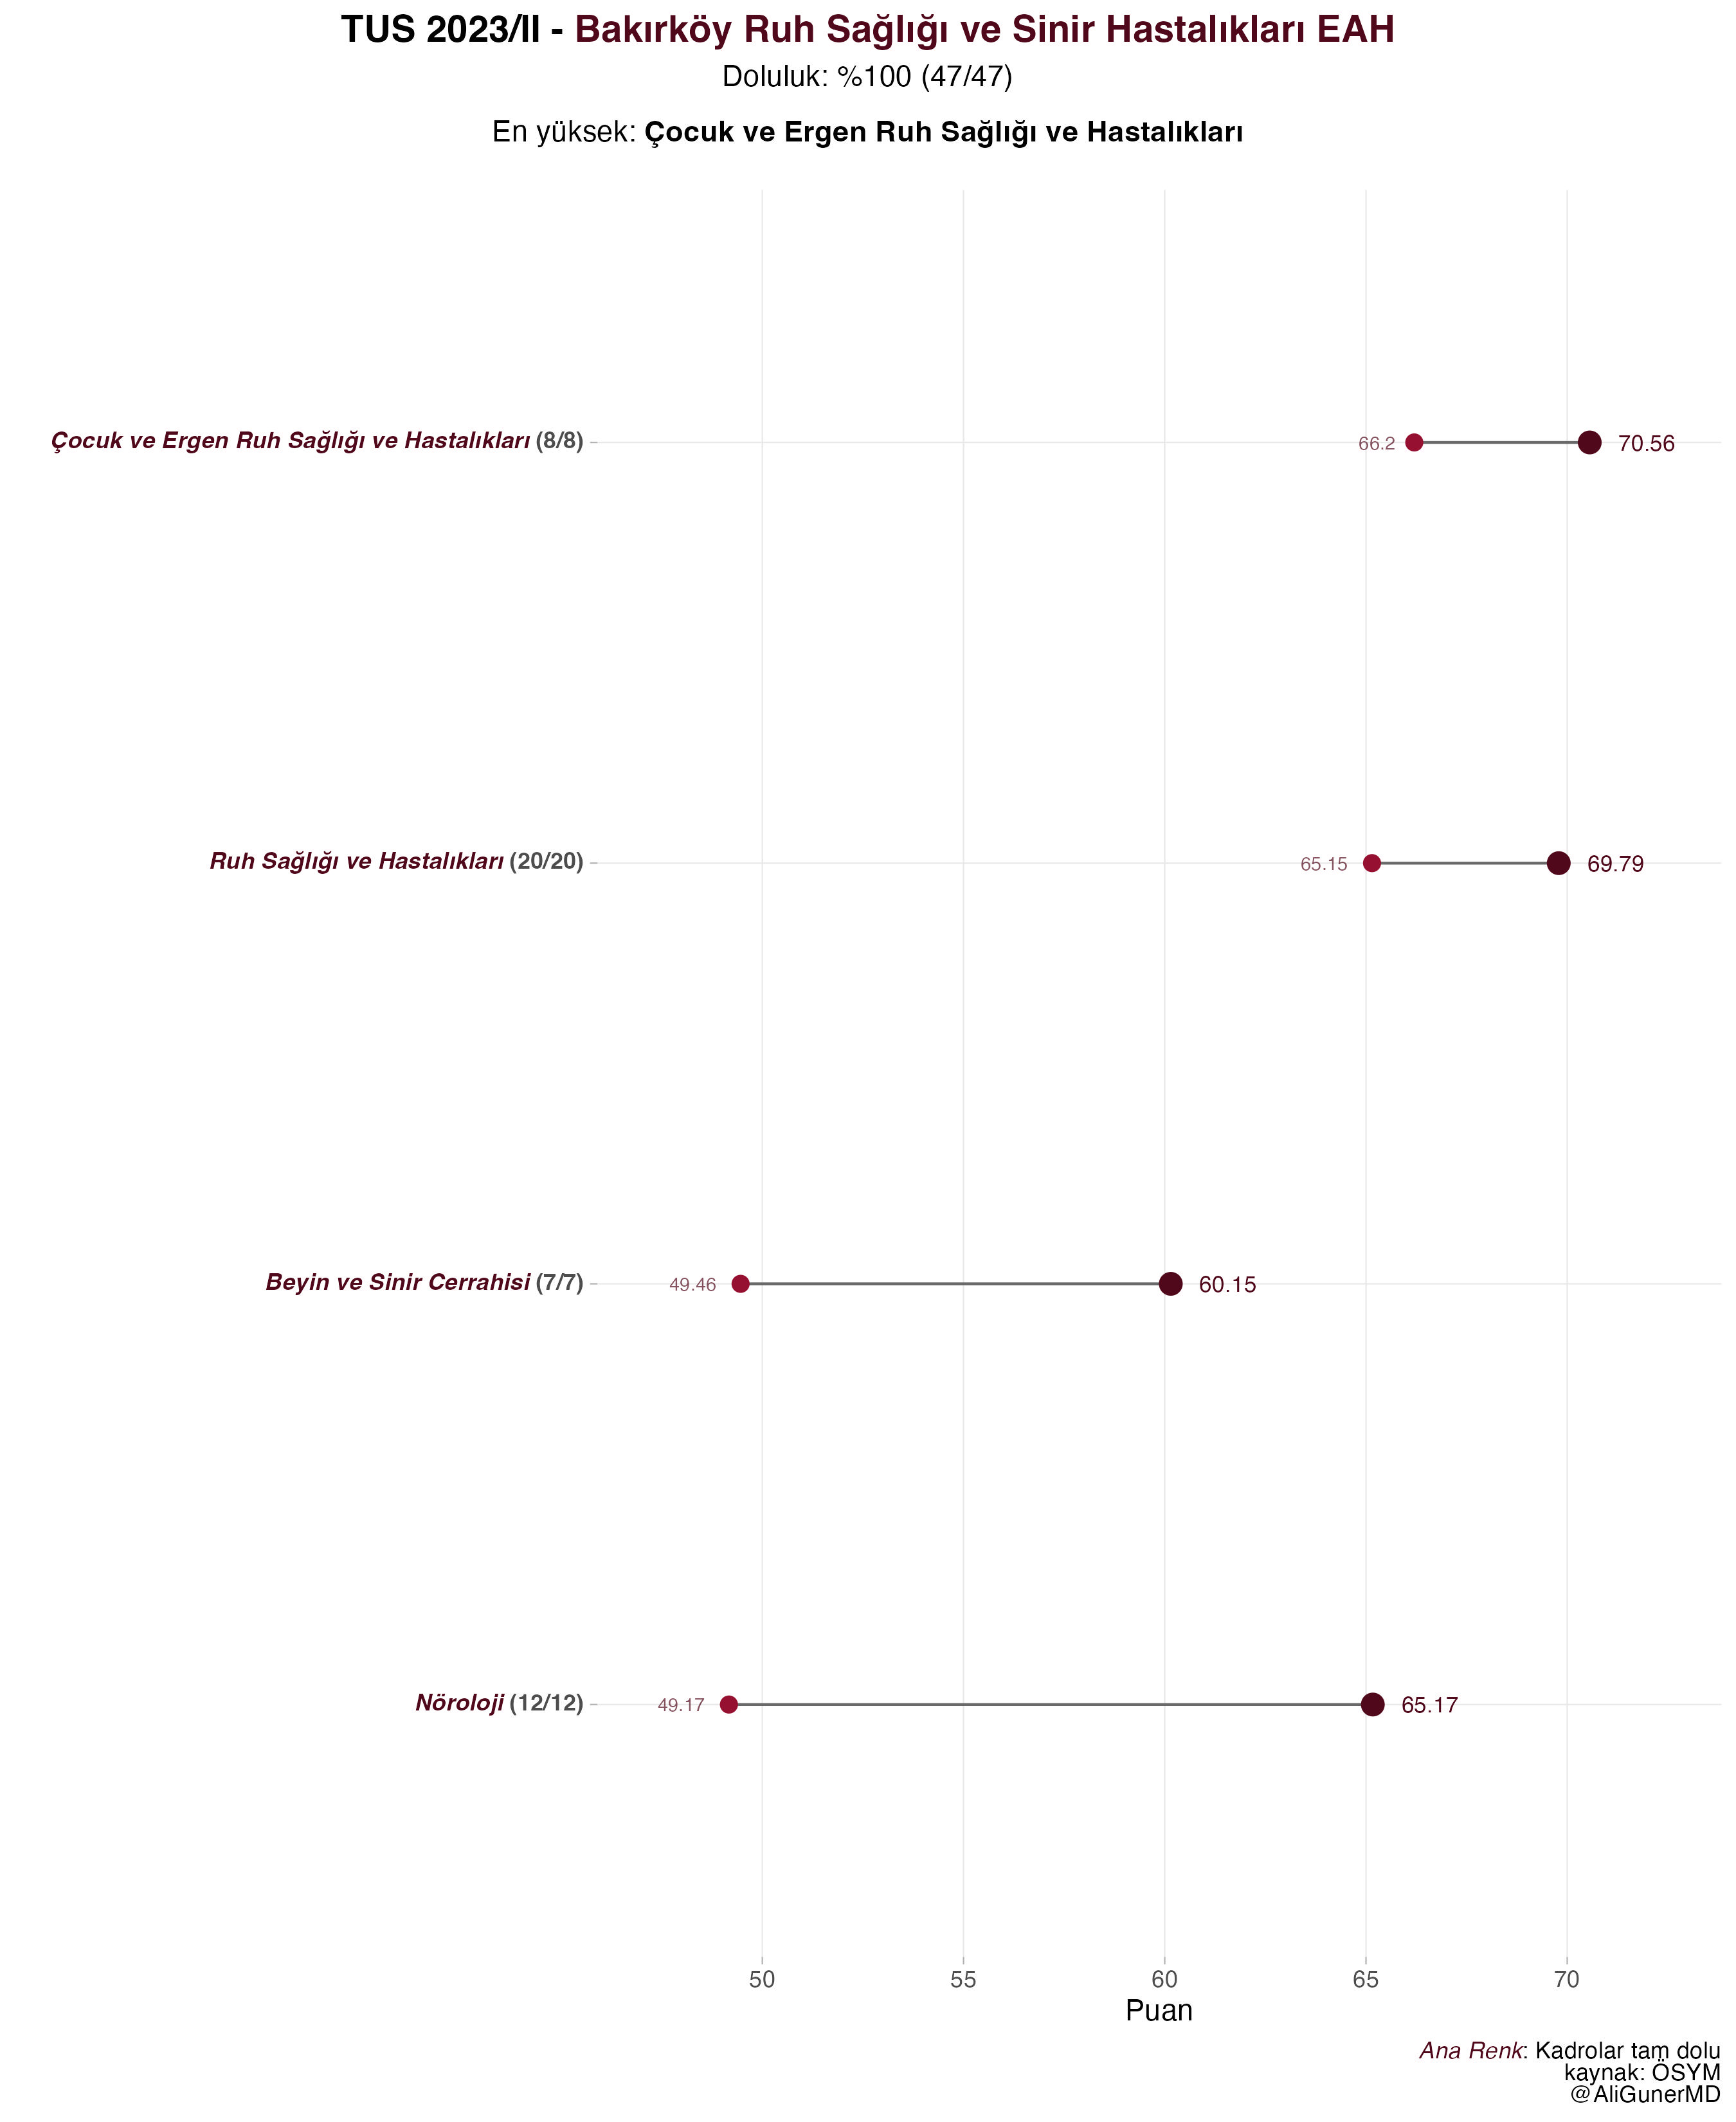 TUS 2023/II - Bakırköy Ruh Sağlığı ve Sinir Hastalıkları EAH
Doluluk: %100 (47/47)
En yüksek: Çocuk ve Ergen Ruh Sağlığı ve Hastalıkları
Çocuk ve Ergen Ruh Sağlığı ve Hastalıkları (8/8) 66.2 70.56
Ruh Sağlığı ve Hastalıkları (20/20) 65.15 69.79
Beyin ve Sinir Cerrahisi (7/7) 49.46 60.15
Nöroloji (12/12) 49.17 65.17
50 55 60 65 70
Puan
Ana Renk: Kadrolar tam dolu
kaynak: ÖSYM
@AliGunerMD